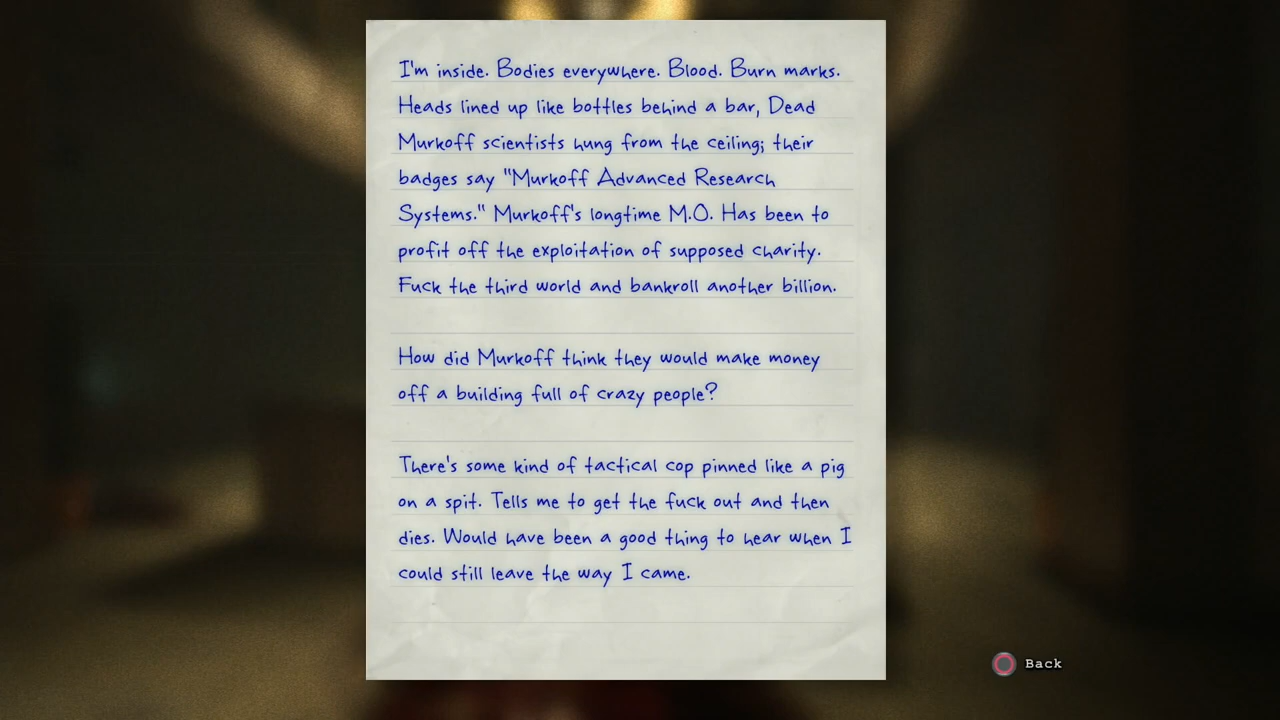 I'm inside. Bodies everywhere. Blood. Burn marks.
Heads lined up like bottles behind a bar, Dead
Murkoff scientists hung from the ceiling; their
badges say "Murkoff Advanced Research
Systems." Murkoff's longtime M.O. Has been to
profit off the exploitation of supposed charity.
Fuck the third world and bankroll another billion.
How did Murkoff think they would make money
off a building full of crazy people?
There's some kind of tactical cop pinned like a pig
on a spit. Tells me to get the fuck out and then
dies. Would have been a good thing to hear when I
could still leave the way I came.
Back